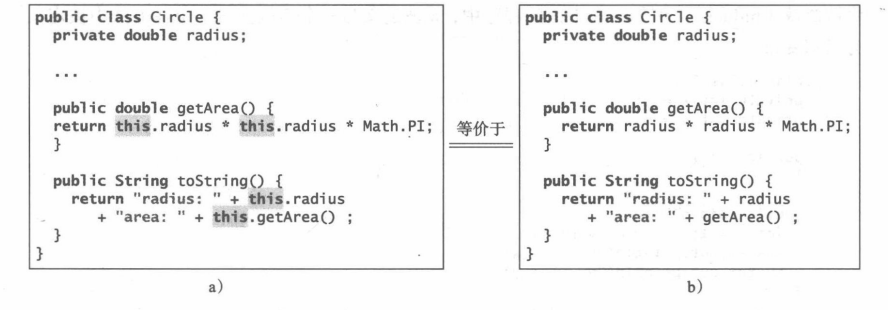 public class Circle {
private double radius;
...
public double getArea() {
return this.radius * this.radius * Math.PI;
}
public String toString() {
return "radius: " + this.radius
+ "area: " + this.getArea() ;
}
}
a)
等价于
public class Circle {
private double radius;
...
public double getArea() {
return radius * radius * Math.PI;
}
public String toString() {
return "radius: " + radius
+ "area: " + getArea() ;
}
}
b)